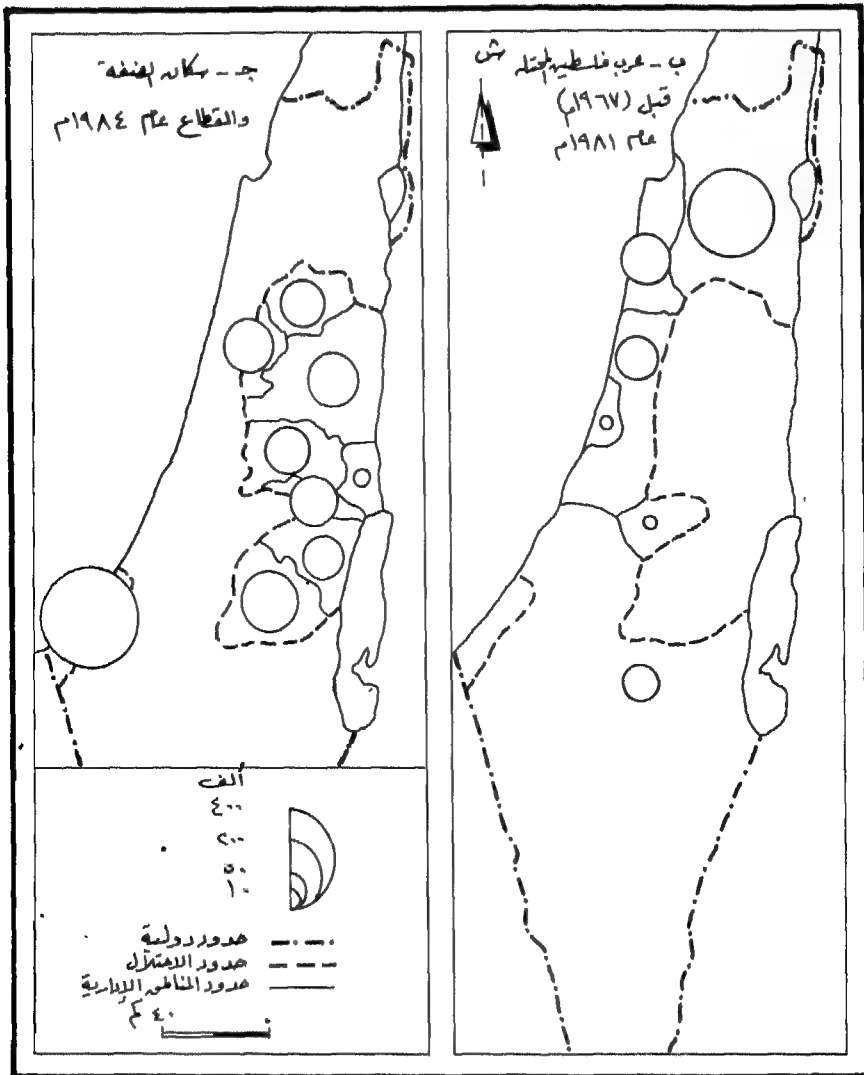 ش
ب - عرب فلسطين المحتلة
قبل (١٩٦٧م)
عام ١٩٨١م
جـ - سكان الضفة
والقطاع عام ١٩٨٤م
ألف
٤٠٠
٢٠٠
٥٠
١٠
حدود دولية
حدود الاحتلال
حدود المناطق الإدارية
٤٠ كم